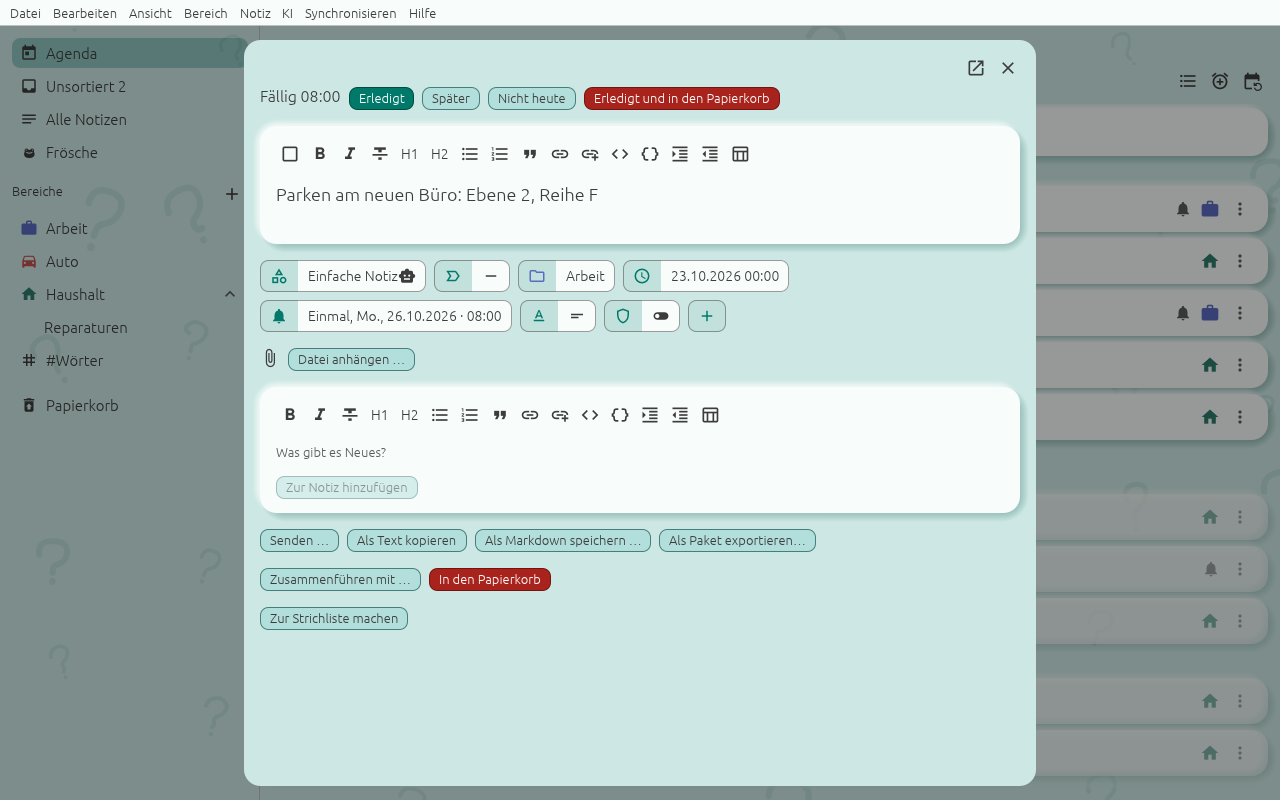 Datei Bearbeiten Ansicht Bereich Notiz KI Synchronisieren Hilfe
Agenda
Unsortiert 2
Alle Notizen
Frösche
Bereiche
Arbeit
Auto
Haushalt
Reparaturen
#Wörter
Papierkorb
Fällig 08:00 Erledigt Später Nicht heute Erledigt und in den Papierkorb
H1 H2
Parken am neuen Büro: Ebene 2, Reihe F
Einfache Notiz Arbeit 23.10.2026 00:00
Einmal, Mo., 26.10.2026 · 08:00
Datei anhängen …
H1 H2
Was gibt es Neues?
Zur Notiz hinzufügen
Senden … Als Text kopieren Als Markdown speichern … Als Paket exportieren…
Zusammenführen mit … In den Papierkorb
Zur Strichliste machen